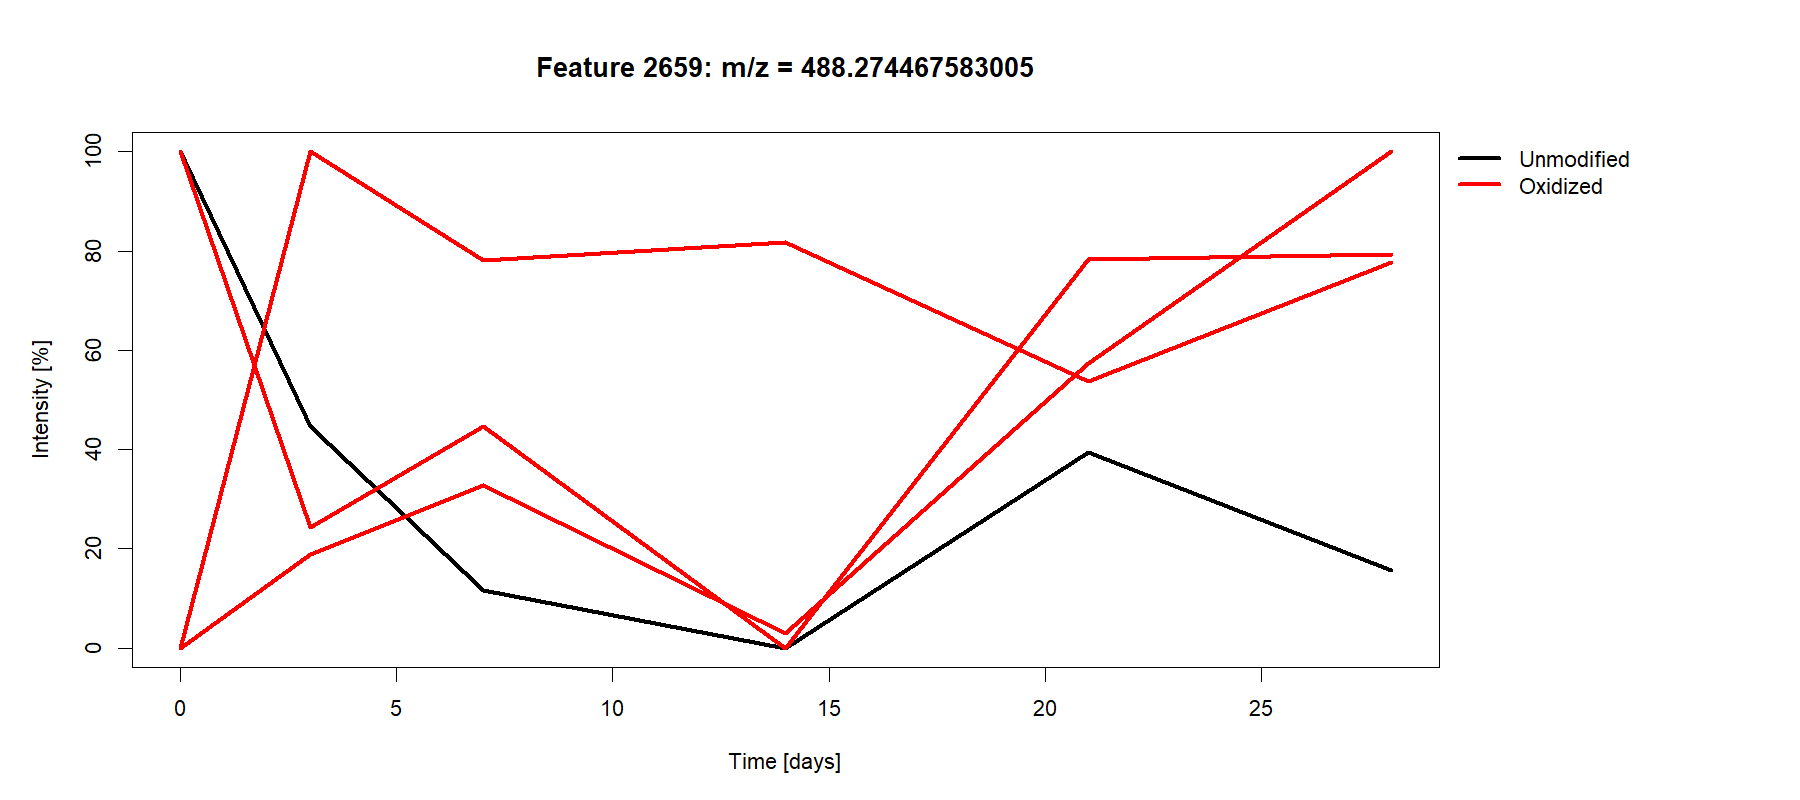 Feature 2659: m/z = 488.274467583005
Unmodified
Oxidized
Intensity [%]
100
80
60
40
20
0
0 5 10 15 20 25
Time [days]